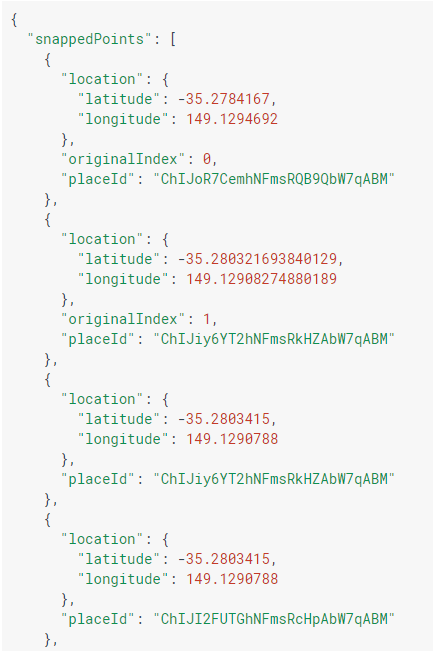 {
  "snappedPoints": [
    {
      "location": {
        "latitude": -35.2784167,
        "longitude": 149.1294692
      },
      "originalIndex": 0,
      "placeId": "ChIJoR7CemhNFmsRQB9QbW7qABM"
    },
    {
      "location": {
        "latitude": -35.280321693840129,
        "longitude": 149.12908274880189
      },
      "originalIndex": 1,
      "placeId": "ChIJiy6YT2hNFmsRkHZAbW7qABM"
    },
    {
      "location": {
        "latitude": -35.2803415,
        "longitude": 149.1290788
      },
      "placeId": "ChIJiy6YT2hNFmsRkHZAbW7qABM"
    },
    {
      "location": {
        "latitude": -35.2803415,
        "longitude": 149.1290788
      },
      "placeId": "ChIJI2FUTGhNFmsRcHpAbW7qABM"
    },